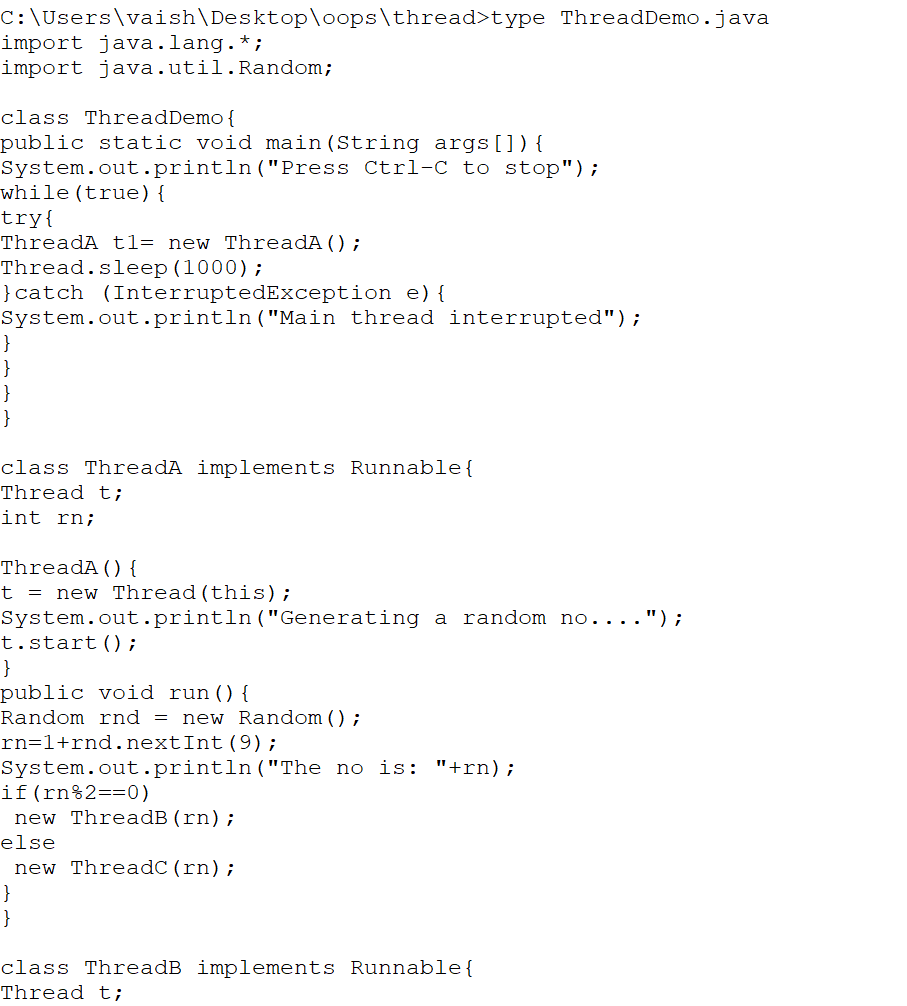 C:\Users\vaish\Desktop\oops\thread>type ThreadDemo.java
import java.lang.*;
import java.util.Random;

class ThreadDemo{
public static void main(String args[]){
System.out.println("Press Ctrl-C to stop");
while(true){
try{
ThreadA t1= new ThreadA();
Thread.sleep(1000);
}catch (InterruptedException e){
System.out.println("Main thread interrupted");
}
}
}
}

class ThreadA implements Runnable{
Thread t;
int rn;

ThreadA(){
t = new Thread(this);
System.out.println("Generating a random no....");
t.start();
}
public void run(){
Random rnd = new Random();
rn=1+rnd.nextInt(9);
System.out.println("The no is: "+rn);
if(rn%2==0)
 new ThreadB(rn);
else
 new ThreadC(rn);
}
}

class ThreadB implements Runnable{
Thread t;